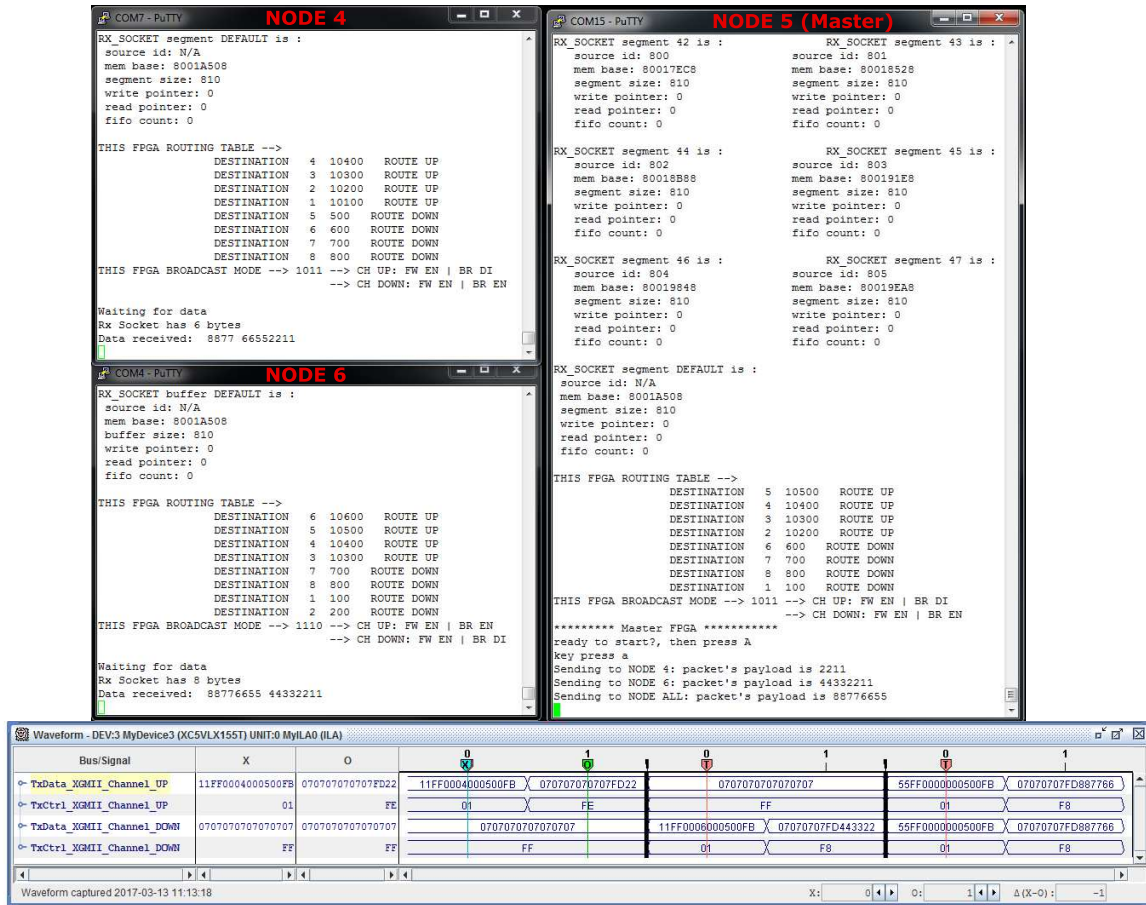 COM7 - PuTTY
NODE 4
RX_SOCKET segment DEFAULT is :
source id: N/A
mem base: 8001A508
segment size: 810
write pointer: 0
read pointer: 0
fifo count: 0
THIS FPGA ROUTING TABLE -->
DESTINATION 4 10400 ROUTE UP
DESTINATION 3 10300 ROUTE UP
DESTINATION 2 10200 ROUTE UP
DESTINATION 1 10100 ROUTE UP
DESTINATION 5 500 ROUTE DOWN
DESTINATION 6 600 ROUTE DOWN
DESTINATION 7 700 ROUTE DOWN
DESTINATION 8 800 ROUTE DOWN
THIS FPGA BROADCAST MODE --> 1011 --> CH UP: FW EN | BR DI
--> CH DOWN: FW EN | BR EN
Waiting for data
Rx Socket has 6 bytes
Data received: 8877 66552211
COM4 - PuTTY
NODE 6
RX_SOCKET buffer DEFAULT is :
source id: N/A
mem base: 8001A508
buffer size: 810
write pointer: 0
read pointer: 0
fifo count: 0
THIS FPGA ROUTING TABLE -->
DESTINATION 6 10600 ROUTE UP
DESTINATION 5 10500 ROUTE UP
DESTINATION 4 10400 ROUTE UP
DESTINATION 3 10300 ROUTE UP
DESTINATION 7 700 ROUTE DOWN
DESTINATION 8 800 ROUTE DOWN
DESTINATION 1 100 ROUTE DOWN
DESTINATION 2 200 ROUTE DOWN
THIS FPGA BROADCAST MODE --> 1110 --> CH UP: FW EN | BR EN
--> CH DOWN: FW EN | BR DI
Waiting for data
Rx Socket has 8 bytes
Data received: 88776655 44332211
COM15 - PuTTY
NODE 5 (Master)
RX_SOCKET segment 42 is : RX_SOCKET segment 43 is :
source id: 800 source id: 801
mem base: 80017EC8 mem base: 80018528
segment size: 810 segment size: 810
write pointer: 0 write pointer: 0
read pointer: 0 read pointer: 0
fifo count: 0 fifo count: 0
RX_SOCKET segment 44 is : RX_SOCKET segment 45 is :
source id: 802 source id: 803
mem base: 80018B88 mem base: 800191E8
segment size: 810 segment size: 810
write pointer: 0 write pointer: 0
read pointer: 0 read pointer: 0
fifo count: 0 fifo count: 0
RX_SOCKET segment 46 is : RX_SOCKET segment 47 is :
source id: 804 source id: 805
mem base: 80019848 mem base: 80019EA8
segment size: 810 segment size: 810
write pointer: 0 write pointer: 0
read pointer: 0 read pointer: 0
fifo count: 0 fifo count: 0
RX_SOCKET segment DEFAULT is :
source id: N/A
mem base: 8001A508
segment size: 810
write pointer: 0
read pointer: 0
fifo count: 0
THIS FPGA ROUTING TABLE -->
DESTINATION 5 10500 ROUTE UP
DESTINATION 4 10400 ROUTE UP
DESTINATION 3 10300 ROUTE UP
DESTINATION 2 10200 ROUTE UP
DESTINATION 6 600 ROUTE DOWN
DESTINATION 7 700 ROUTE DOWN
DESTINATION 8 800 ROUTE DOWN
DESTINATION 1 100 ROUTE DOWN
THIS FPGA BROADCAST MODE --> 1011 --> CH UP: FW EN | BR DI
--> CH DOWN: FW EN | BR EN
********* Master FPGA ***********
ready to start?, then press A
key press a
Sending to NODE 4: packet's payload is 2211
Sending to NODE 6: packet's payload is 44332211
Sending to NODE ALL: packet's payload is 88776655
Waveform - DEV:3 MyDevice3 (XC5VLX155T) UNIT:0 MyILA0 (ILA)
Bus/Signal X O 0 1 0 1 0 1
X O T T
TxData_XGMII_Channel_UP 11FF0004000500FB 070707070707FD22 11FF0004000500FB 070707070707FD22 0707070707070707 55FF0000000500FB 07070707FD887766
TxCtrl_XGMII_Channel_UP 01 FE 01 FE FF 01 F8
TxData_XGMII_Channel_DOWN 0707070707070707 0707070707070707 0707070707070707 11FF0006000500FB 07070707FD443322 55FF0000000500FB 07070707FD887766
TxCtrl_XGMII_Channel_DOWN FF FF FF 01 F8 01 F8
Waveform captured 2017-03-13 11:13:18 X: 0 O: 1 Δ(X-O): -1